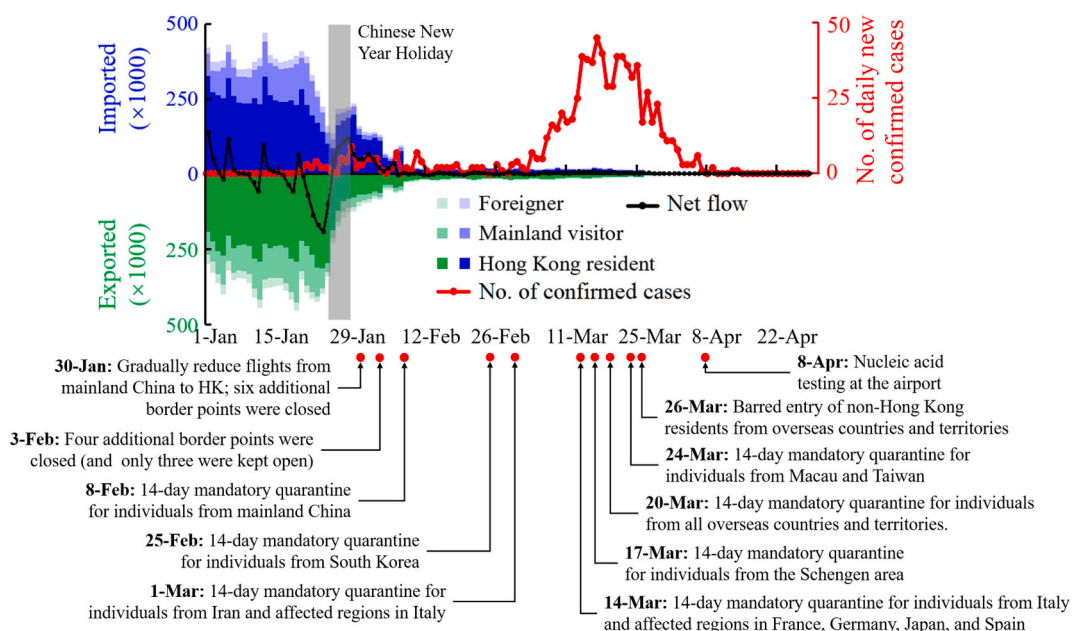 500
250
0
250
500
Imported
(×1000)
Exported
(×1000)
Chinese New
Year Holiday
50
25
0
No. of daily new
confirmed cases
Foreigner
Mainland visitor
Hong Kong resident
No. of confirmed cases
Net flow
1-Jan 15-Jan 29-Jan 12-Feb 26-Feb 11-Mar 25-Mar 8-Apr 22-Apr
30-Jan: Gradually reduce flights from
mainland China to HK; six additional
border points were closed
3-Feb: Four additional border points were
closed (and only three were kept open)
8-Feb: 14-day mandatory quarantine
for individuals from mainland China
25-Feb: 14-day mandatory quarantine
for individuals from South Korea
1-Mar: 14-day mandatory quarantine for
individuals from Iran and affected regions in Italy
8-Apr: Nucleic acid
testing at the airport
26-Mar: Barred entry of non-Hong Kong
residents from overseas countries and territories
24-Mar: 14-day mandatory quarantine for
individuals from Macau and Taiwan
20-Mar: 14-day mandatory quarantine for individuals
from all overseas countries and territories.
17-Mar: 14-day mandatory quarantine
for individuals from the Schengen area
14-Mar: 14-day mandatory quarantine for individuals from Italy
and affected regions in France, Germany, Japan, and Spain